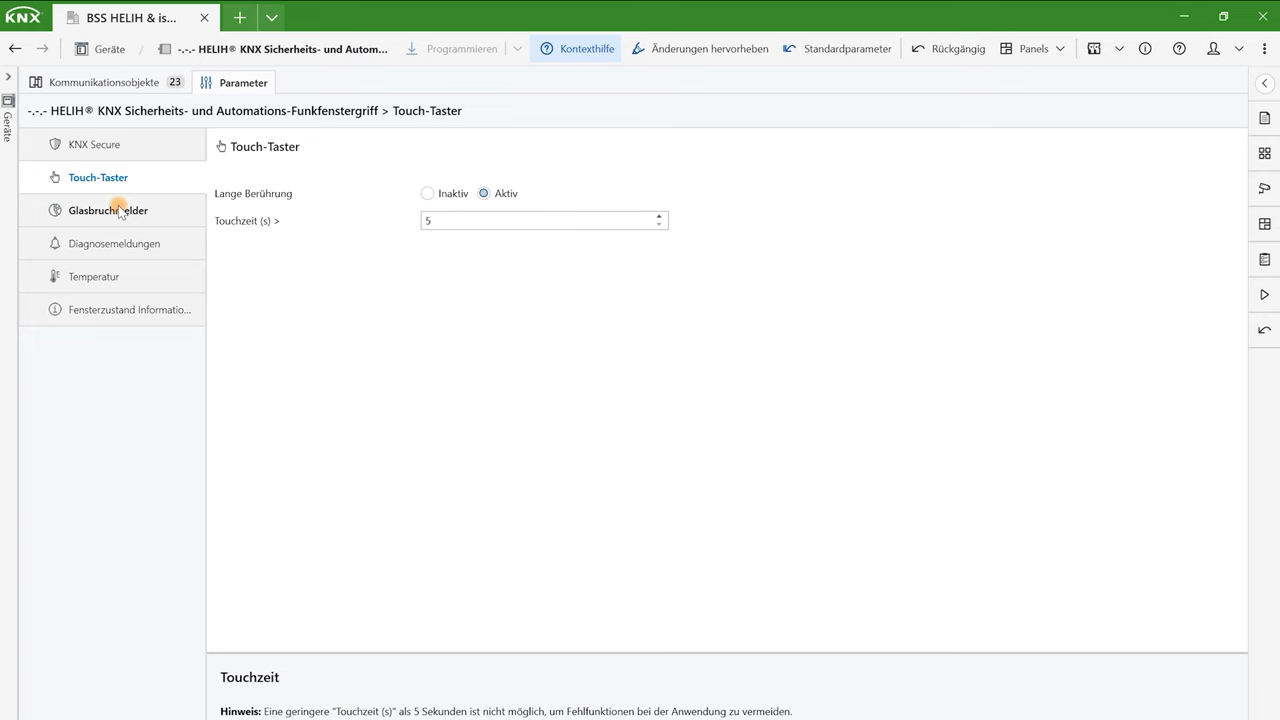 KNX
BSS HELIH & is...
Geräte
-.-.- HELIH® KNX Sicherheits- und Autom...
Programmieren
Kontexthilfe
Änderungen hervorheben
Standardparameter
Rückgängig
Panels
Geräte
Kommunikationsobjekte 23
Parameter
-.-.- HELIH® KNX Sicherheits- und Automations-Funkfenstergriff > Touch-Taster
KNX Secure
Touch-Taster
Glasbruchmelder
Diagnosemeldungen
Temperatur
Fensterzustand Informatio...
Touch-Taster
Lange Berührung Inaktiv Aktiv
Touchzeit (s) > 5
Touchzeit
Hinweis: Eine geringere "Touchzeit (s)" als 5 Sekunden ist nicht möglich, um Fehlfunktionen bei der Anwendung zu vermeiden.